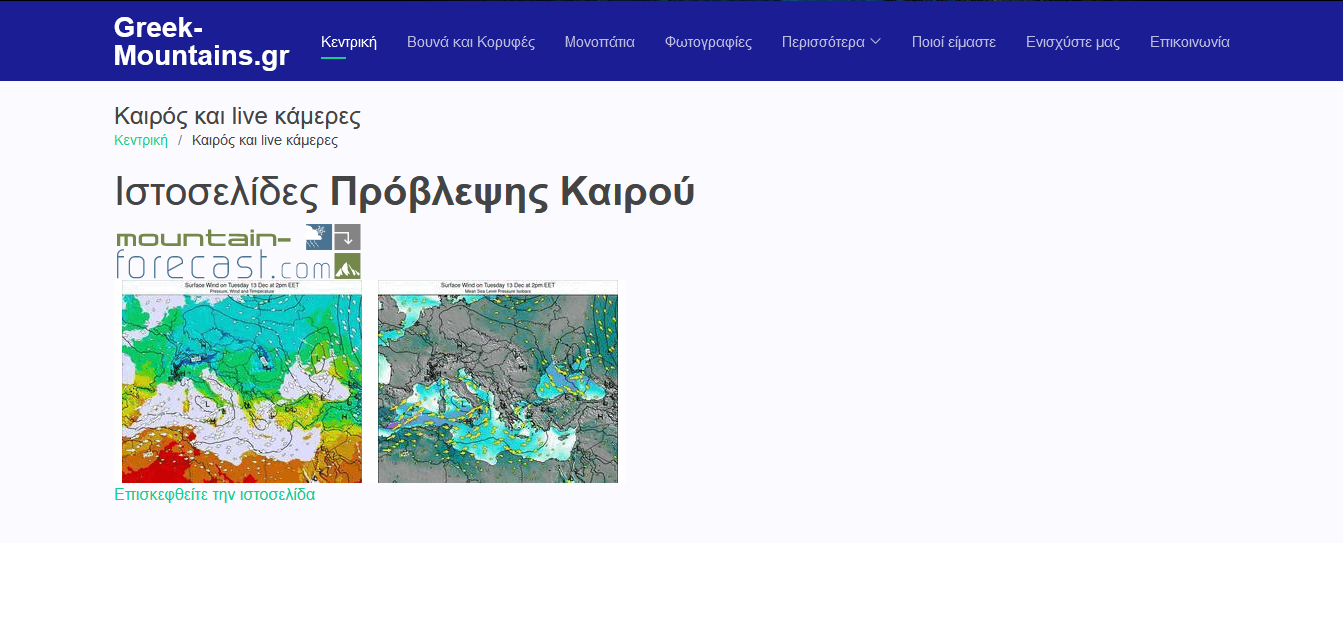 Greek-
Mountains.gr
Κεντρική Βουνά και Κορυφές Μονοπάτια Φωτογραφίες Περισσότερα Ποιοί είμαστε Ενισχύστε μας Επικοινωνία
Καιρός και live κάμερες
Κεντρική / Καιρός και live κάμερες
Ιστοσελίδες Πρόβλεψης Καιρού
mountain-
forecast.com
Surface Wind on Tuesday 13 Dec at 2pm EET
Pressure, Wind and Temperature
Surface Wind on Tuesday 13 Dec at 2pm EET
Mean Sea Level Pressure Isobars
Επισκεφθείτε την ιστοσελίδα